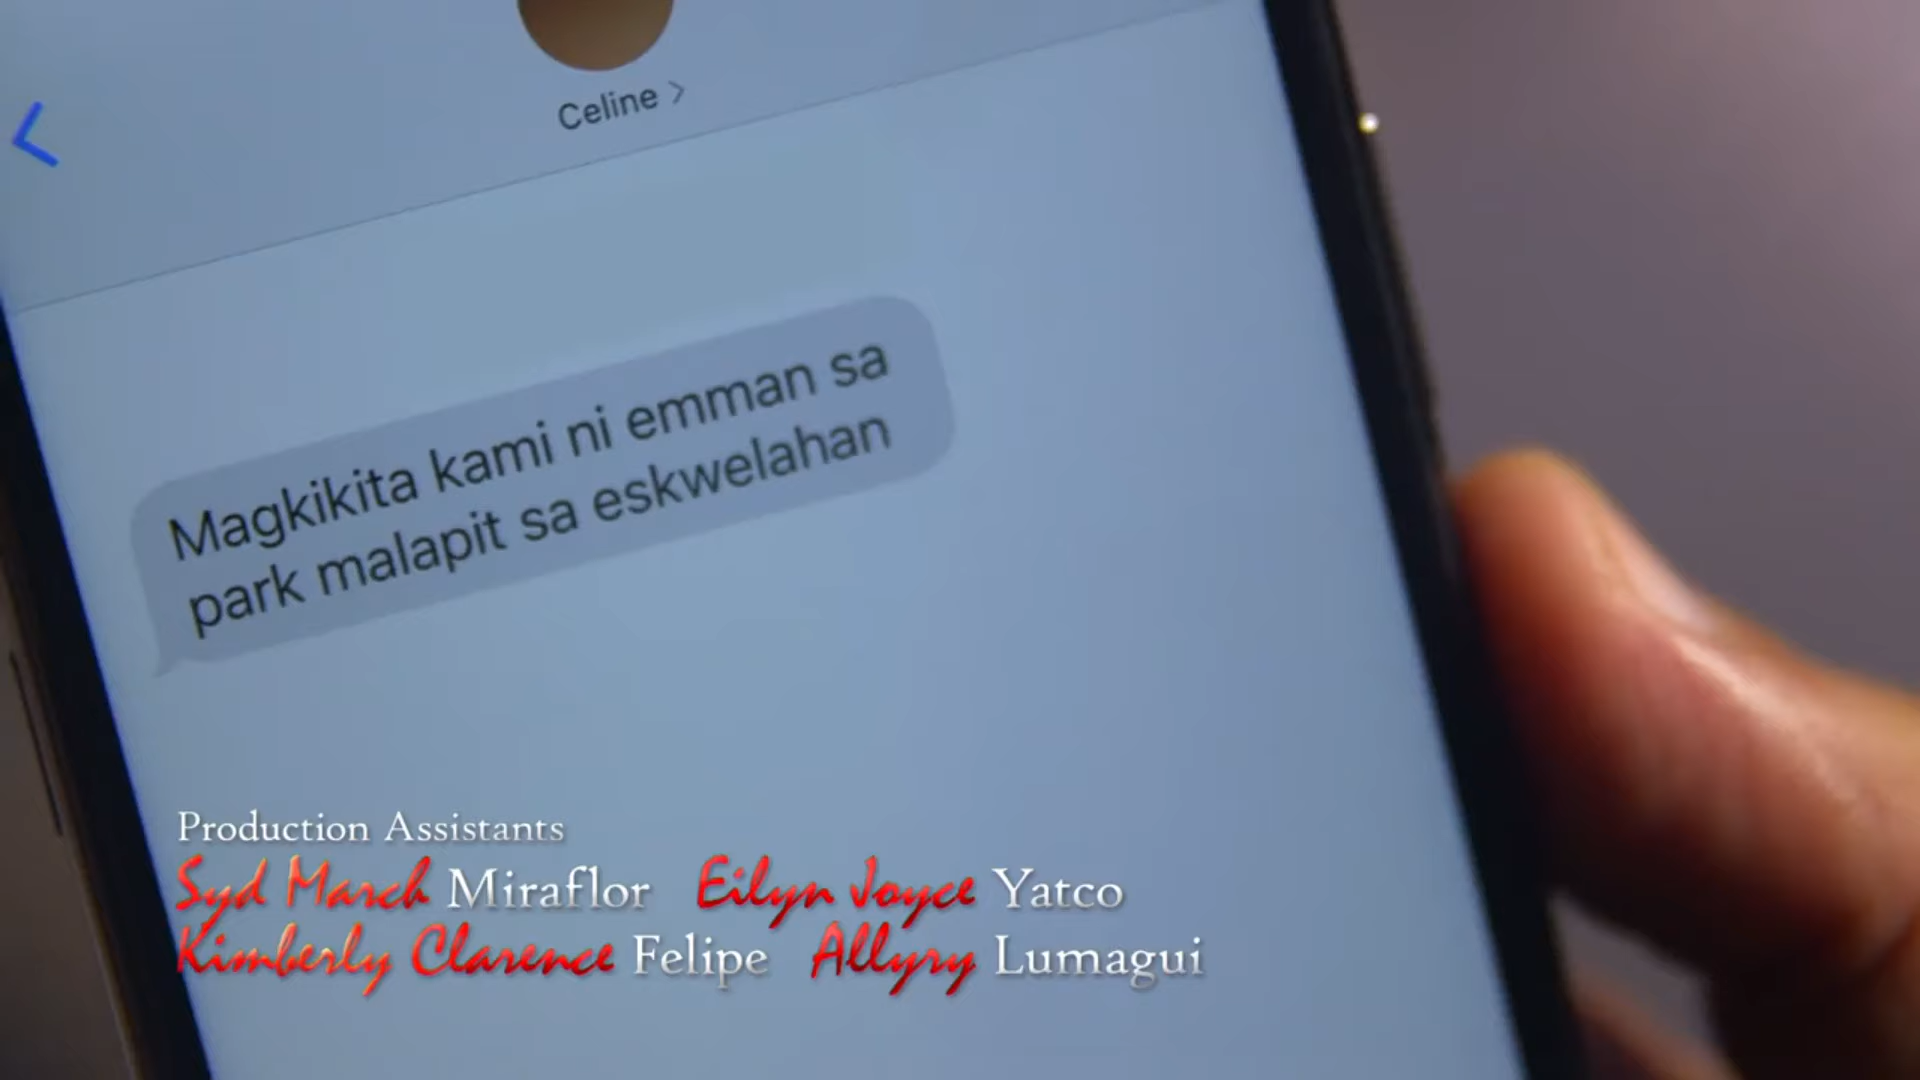 Celine >
Magkikita kami ni emman sa
park malapit sa eskwelahan
Production Assistants
Syd March Miraflor Eilyn Joyce Yatco
Kimberly Clarence Felipe Allyry Lumagui